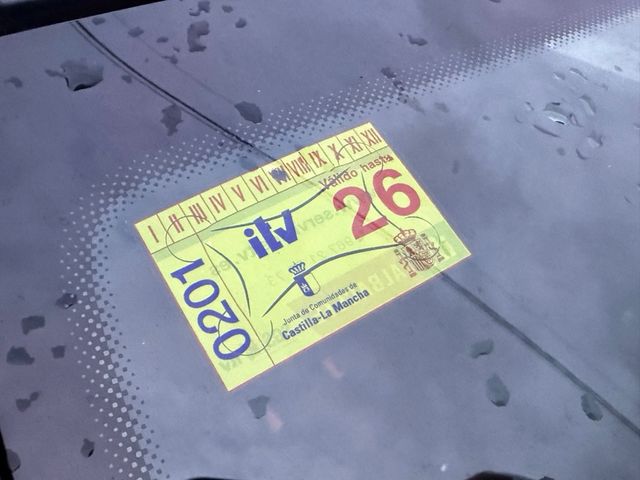 I II III IV V VI VIII IX X XI XII
Válido hasta
itv 26
0201
Junta de Comunidades de
Castilla-La Mancha